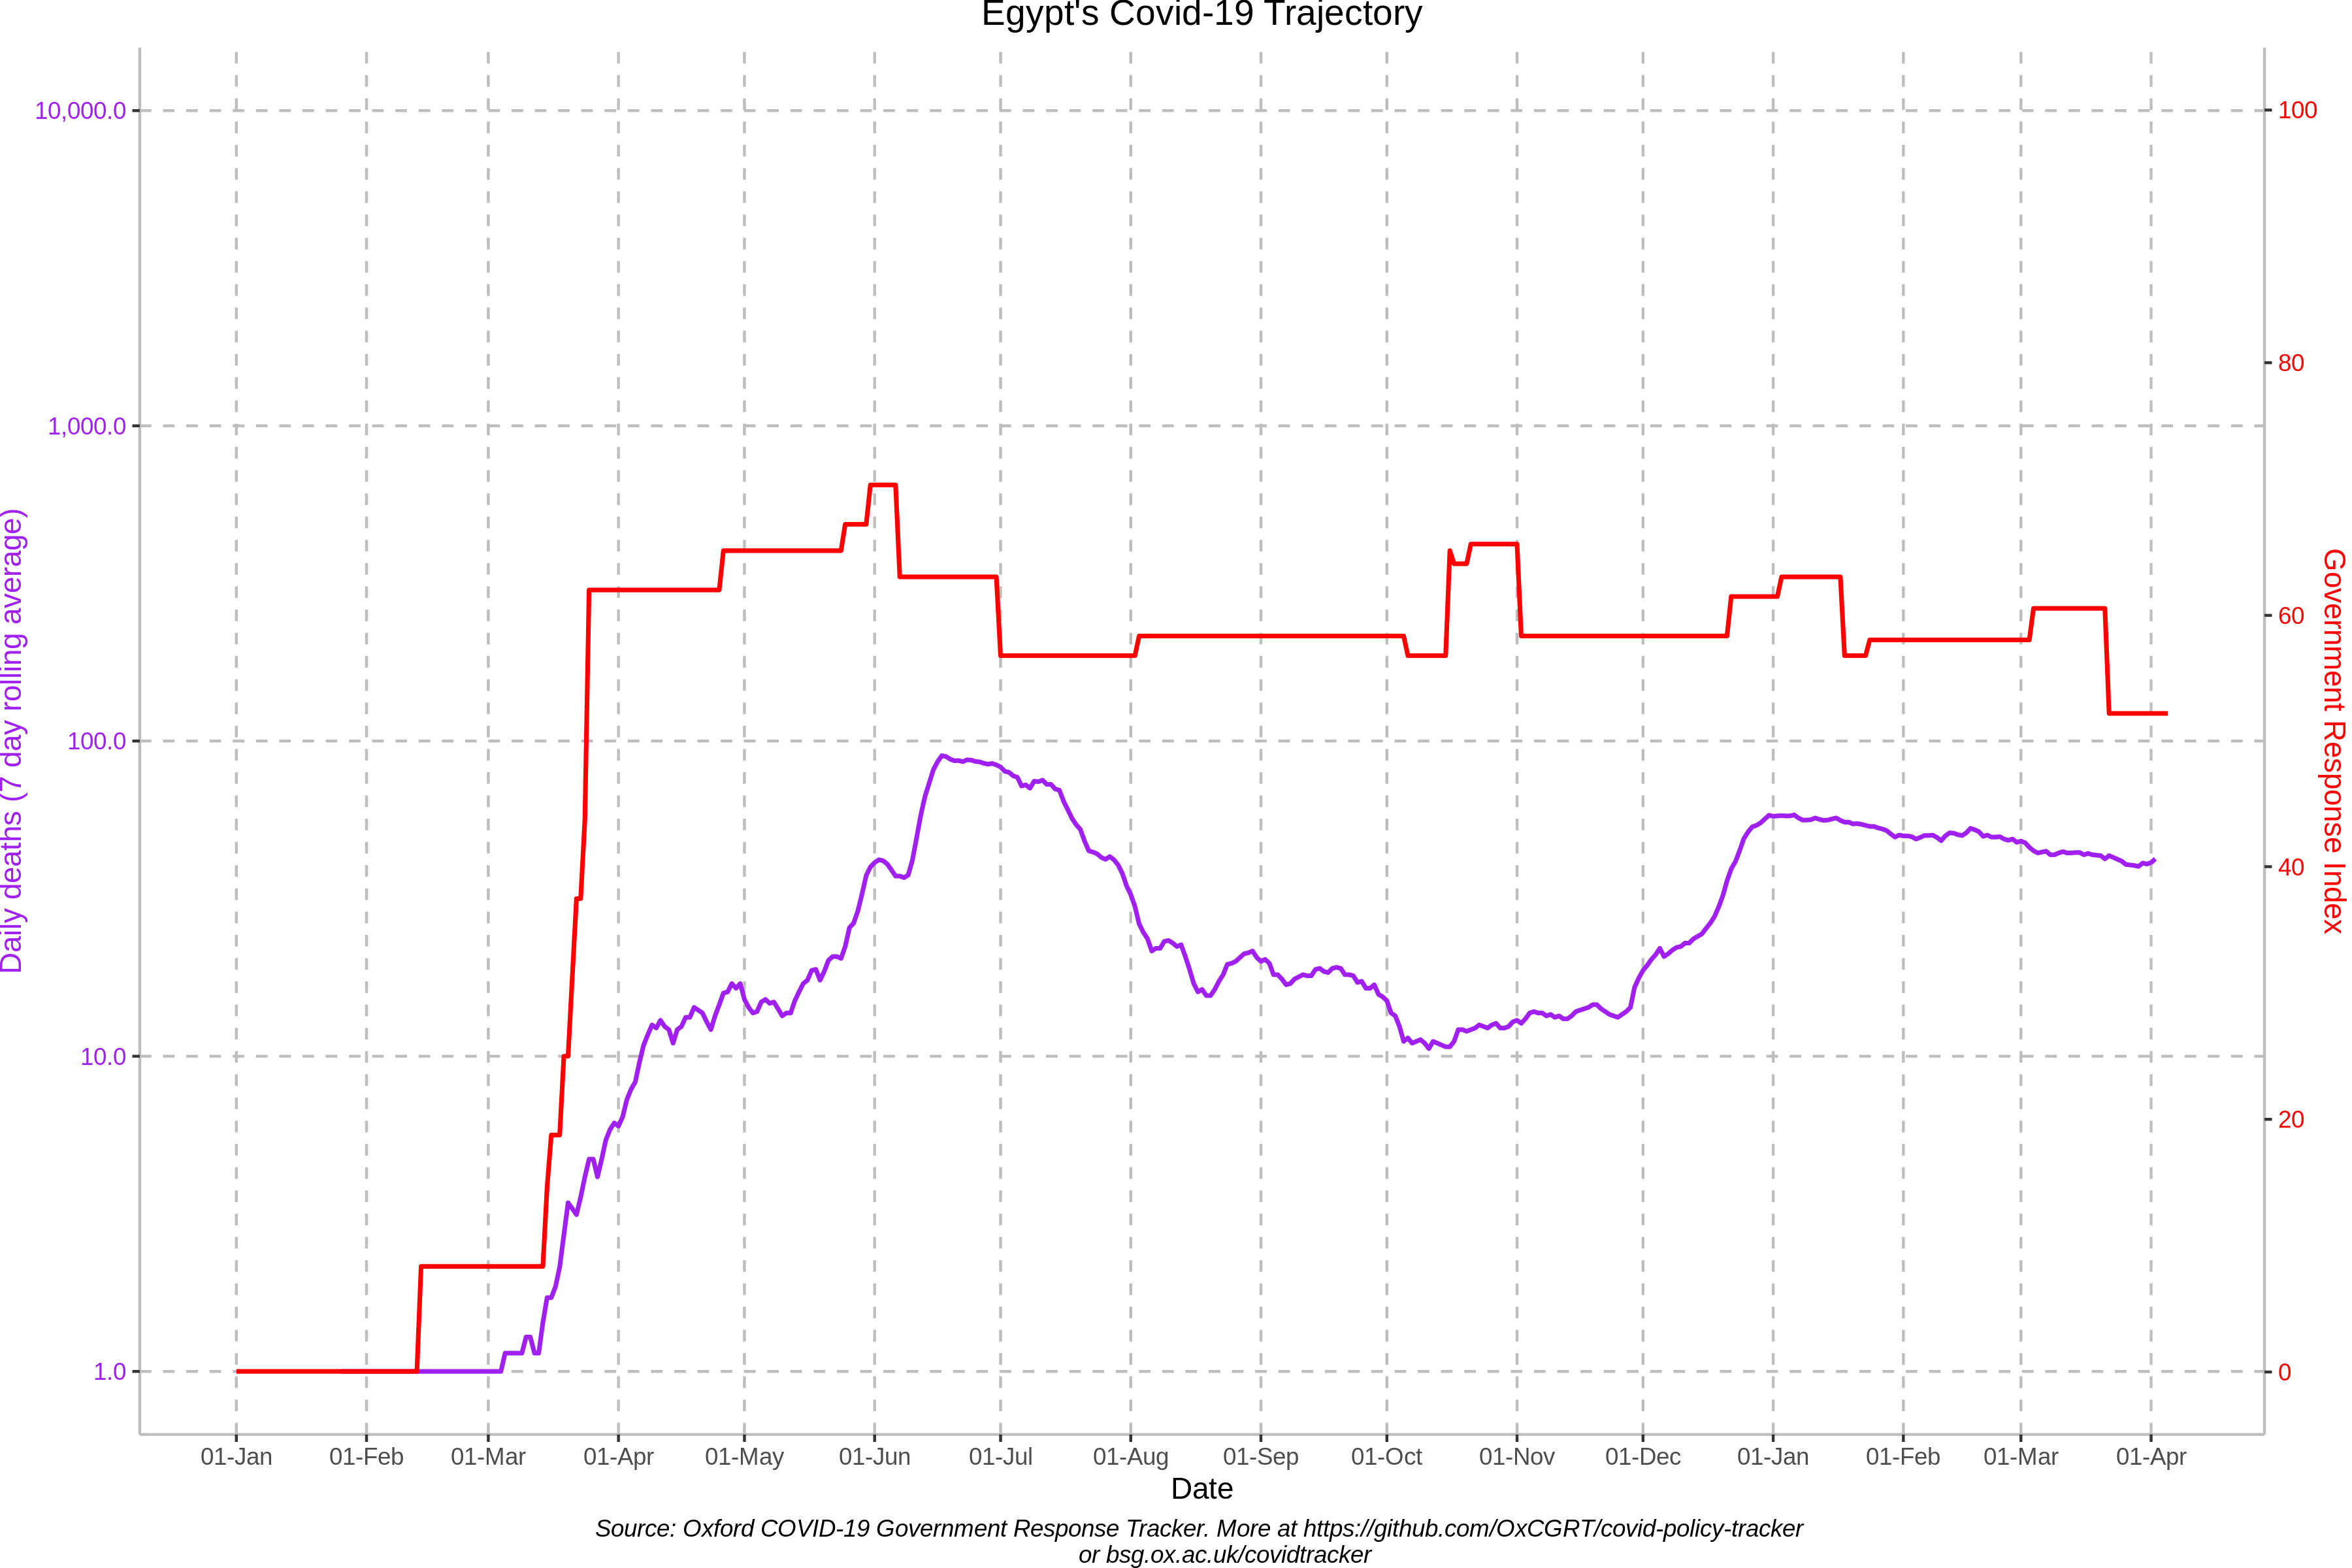 Egypt's Covid-19 Trajectory
10,000.0
1,000.0
100.0
10.0
1.0
Daily deaths (7 day rolling average)
100
80
60
40
20
0
Government Response Index
01-Jan 01-Feb 01-Mar 01-Apr 01-May 01-Jun 01-Jul 01-Aug 01-Sep 01-Oct 01-Nov 01-Dec 01-Jan 01-Feb 01-Mar 01-Apr
Date
Source: Oxford COVID-19 Government Response Tracker. More at https://github.com/OxCGRT/covid-policy-tracker
or bsg.ox.ac.uk/covidtracker